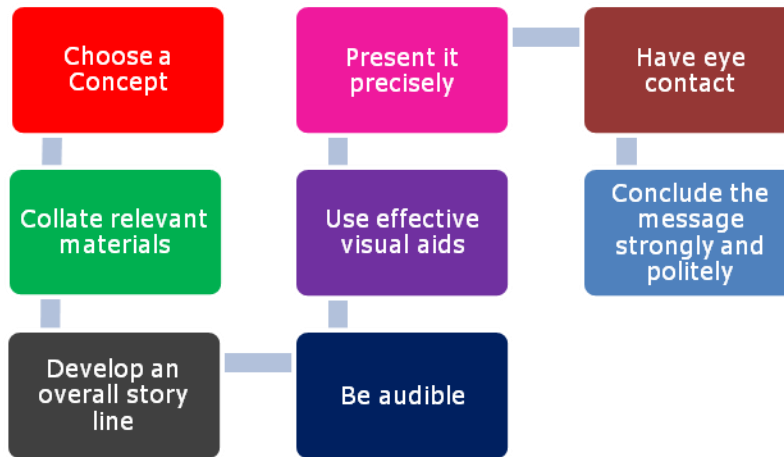 Choose a
Concept
Collate relevant
materials
Develop an
overall story
line
Be audible
Use effective
visual aids
Present it
precisely
Have eye
contact
Conclude the
message
strongly and
politely